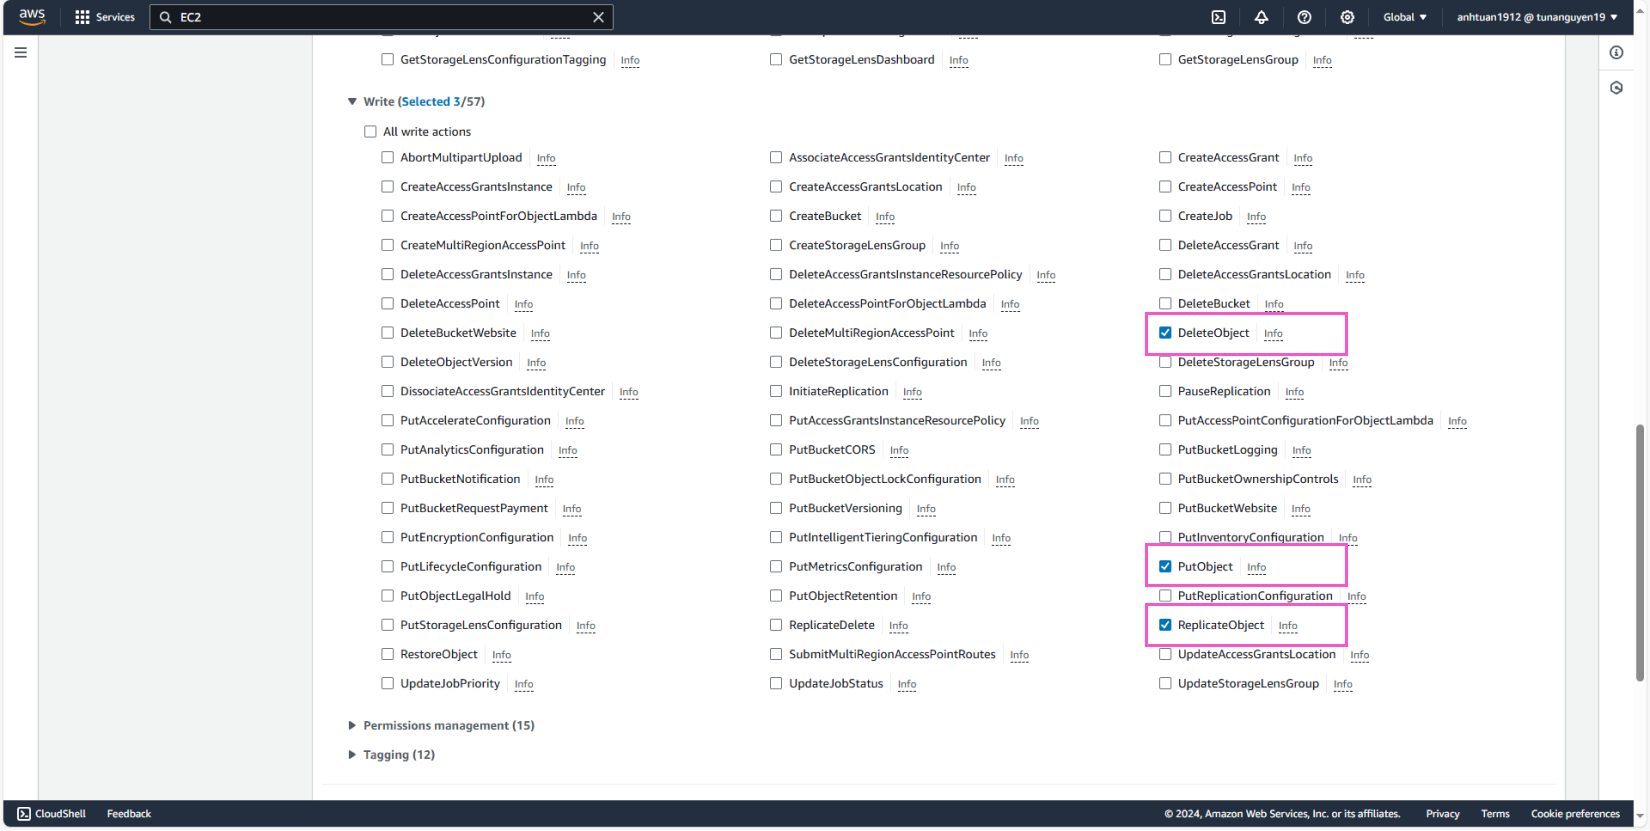 aws Services EC2 Global anhtuan1912 @ tunanguyen19
GetStorageLensConfigurationTagging Info GetStorageLensDashboard Info GetStorageLensGroup Info
Write (Selected 3/57)
All write actions
AbortMultipartUpload Info AssociateAccessGrantsIdentityCenter Info CreateAccessGrant Info
CreateAccessGrantsInstance Info CreateAccessGrantsLocation Info CreateAccessPoint Info
CreateAccessPointForObjectLambda Info CreateBucket Info CreateJob Info
CreateMultiRegionAccessPoint Info CreateStorageLensGroup Info DeleteAccessGrant Info
DeleteAccessGrantsInstance Info DeleteAccessGrantsInstanceResourcePolicy Info DeleteAccessGrantsLocation Info
DeleteAccessPoint Info DeleteAccessPointForObjectLambda Info DeleteBucket Info
DeleteBucketWebsite Info DeleteMultiRegionAccessPoint Info DeleteObject Info
DeleteObjectVersion Info DeleteStorageLensConfiguration Info DeleteStorageLensGroup Info
DissociateAccessGrantsIdentityCenter Info InitiateReplication Info PauseReplication Info
PutAccelerateConfiguration Info PutAccessGrantsInstanceResourcePolicy Info PutAccessPointConfigurationForObjectLambda Info
PutAnalyticsConfiguration Info PutBucketCORS Info PutBucketLogging Info
PutBucketNotification Info PutBucketObjectLockConfiguration Info PutBucketOwnershipControls Info
PutBucketRequestPayment Info PutBucketVersioning Info PutBucketWebsite Info
PutEncryptionConfiguration Info PutIntelligentTieringConfiguration Info PutInventoryConfiguration Info
PutLifecycleConfiguration Info PutMetricsConfiguration Info PutObject Info
PutObjectLegalHold Info PutObjectRetention Info PutReplicationConfiguration Info
PutStorageLensConfiguration Info ReplicateDelete Info ReplicateObject Info
RestoreObject Info SubmitMultiRegionAccessPointRoutes Info UpdateAccessGrantsLocation Info
UpdateJobPriority Info UpdateJobStatus Info UpdateStorageLensGroup Info
Permissions management (15)
Tagging (12)
CloudShell Feedback © 2024, Amazon Web Services, Inc. or its affiliates. Privacy Terms Cookie preferences